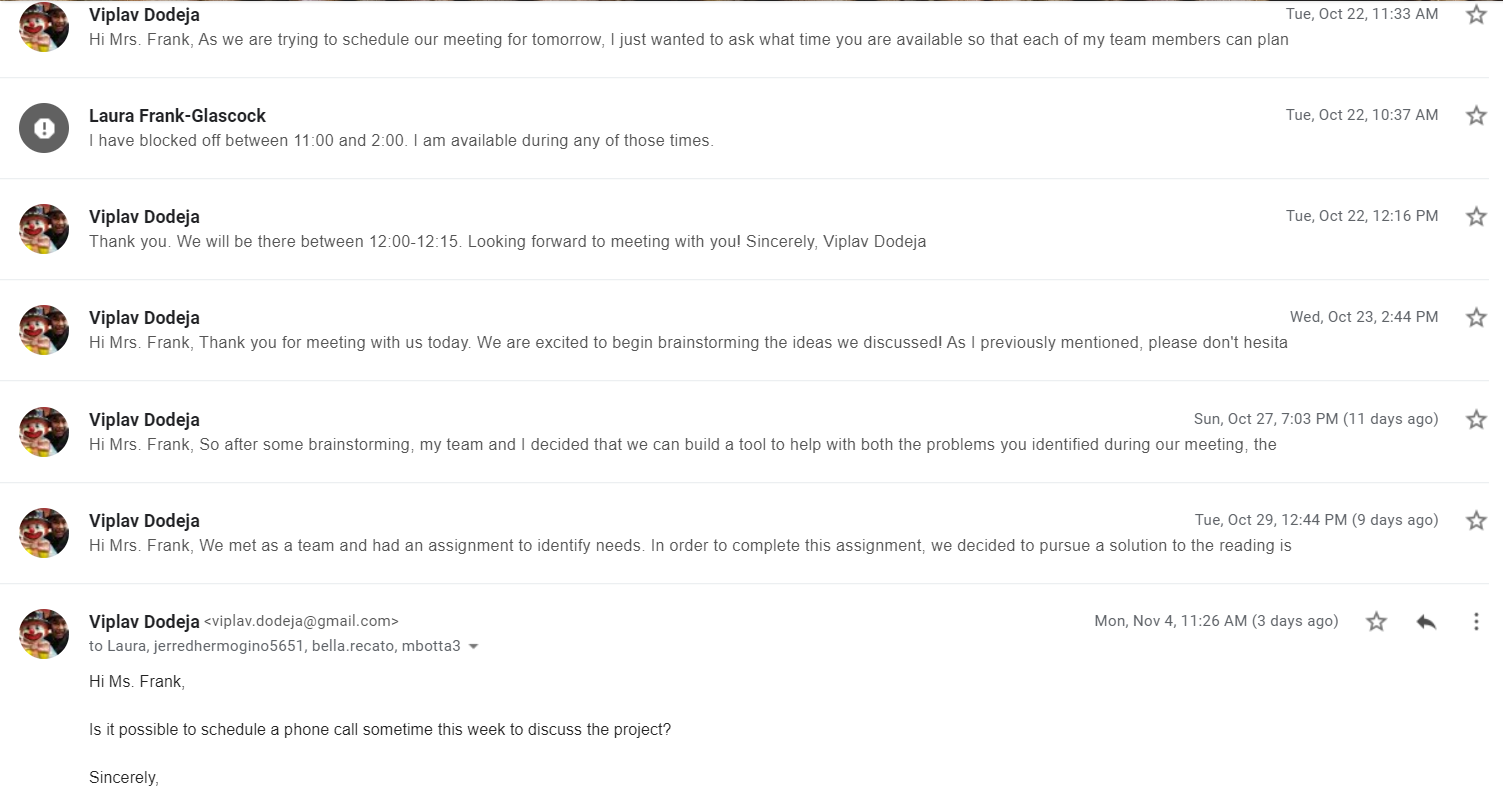 Viplav Dodeja Tue, Oct 22, 11:33 AM
Hi Mrs. Frank, As we are trying to schedule our meeting for tomorrow, I just wanted to ask what time you are available so that each of my team members can plan
Laura Frank-Glascock Tue, Oct 22, 10:37 AM
I have blocked off between 11:00 and 2:00. I am available during any of those times.
Viplav Dodeja Tue, Oct 22, 12:16 PM
Thank you. We will be there between 12:00-12:15. Looking forward to meeting with you! Sincerely, Viplav Dodeja
Viplav Dodeja Wed, Oct 23, 2:44 PM
Hi Mrs. Frank, Thank you for meeting with us today. We are excited to begin brainstorming the ideas we discussed! As I previously mentioned, please don't hesita
Viplav Dodeja Sun, Oct 27, 7:03 PM (11 days ago)
Hi Mrs. Frank, So after some brainstorming, my team and I decided that we can build a tool to help with both the problems you identified during our meeting, the
Viplav Dodeja Tue, Oct 29, 12:44 PM (9 days ago)
Hi Mrs. Frank, We met as a team and had an assignment to identify needs. In order to complete this assignment, we decided to pursue a solution to the reading is
Viplav Dodeja <viplav.dodeja@gmail.com> Mon, Nov 4, 11:26 AM (3 days ago)
to Laura, jerredhermogino5651, bella.recato, mbotta3
Hi Ms. Frank,
Is it possible to schedule a phone call sometime this week to discuss the project?
Sincerely,